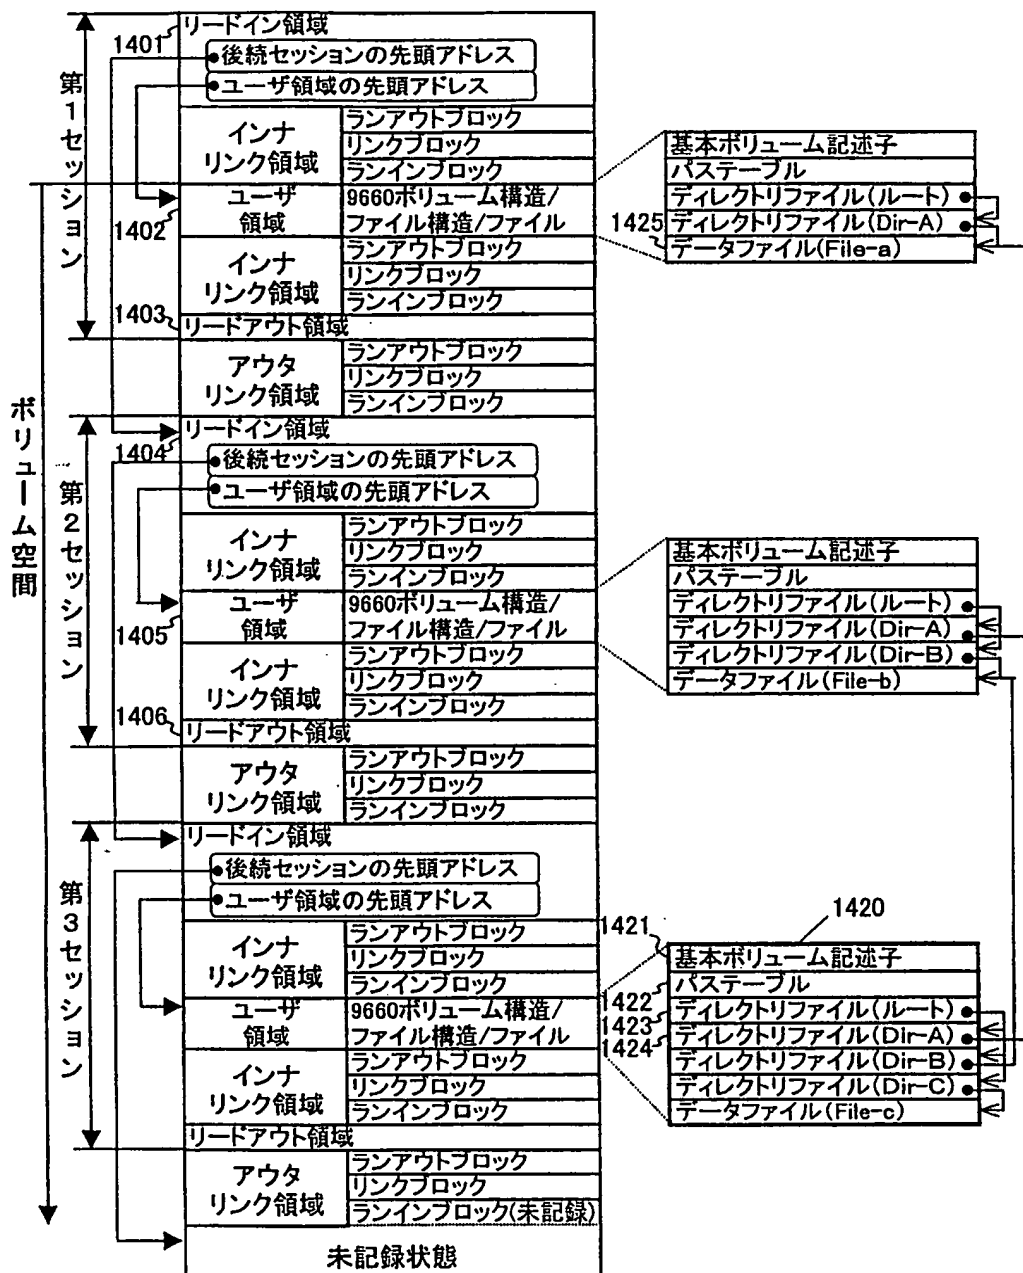 ボリューム空間
第1セッション
1401
リードイン領域
後続セッションの先頭アドレス
ユーザ領域の先頭アドレス
インナ
リンク領域
ランアウトブロック
リンクブロック
ランインブロック
1402
ユーザ
領域
9660ボリューム構造/
ファイル構造/ファイル
インナ
リンク領域
ランアウトブロック
リンクブロック
ランインブロック
1403
リードアウト領域
アウタ
リンク領域
ランアウトブロック
リンクブロック
ランインブロック
基本ボリューム記述子
パステーブル
ディレクトリファイル(ルート)
ディレクトリファイル(Dir-A)
1425
データファイル(File-a)
第2セッション
1404
リードイン領域
後続セッションの先頭アドレス
ユーザ領域の先頭アドレス
インナ
リンク領域
ランアウトブロック
リンクブロック
ランインブロック
1405
ユーザ
領域
9660ボリューム構造/
ファイル構造/ファイル
インナ
リンク領域
ランアウトブロック
リンクブロック
ランインブロック
1406
リードアウト領域
アウタ
リンク領域
ランアウトブロック
リンクブロック
ランインブロック
基本ボリューム記述子
パステーブル
ディレクトリファイル(ルート)
ディレクトリファイル(Dir-A)
ディレクトリファイル(Dir-B)
データファイル(File-b)
第3セッション
リードイン領域
後続セッションの先頭アドレス
ユーザ領域の先頭アドレス
インナ
リンク領域
ランアウトブロック
リンクブロック
ランインブロック
ユーザ
領域
9660ボリューム構造/
ファイル構造/ファイル
インナ
リンク領域
ランアウトブロック
リンクブロック
ランインブロック
リードアウト領域
アウタ
リンク領域
ランアウトブロック
リンクブロック
ランインブロック(未記録)
未記録状態
1420
1421
基本ボリューム記述子
1422
パステーブル
1423
ディレクトリファイル(ルート)
1424
ディレクトリファイル(Dir-A)
ディレクトリファイル(Dir-B)
ディレクトリファイル(Dir-C)
データファイル(File-c)